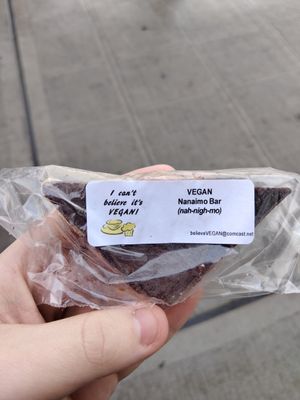 I can't
believe it's
VEGAN!
VEGAN
Nanaimo Bar
(nah-nigh-mo)
believeVEGAN@comcast.net